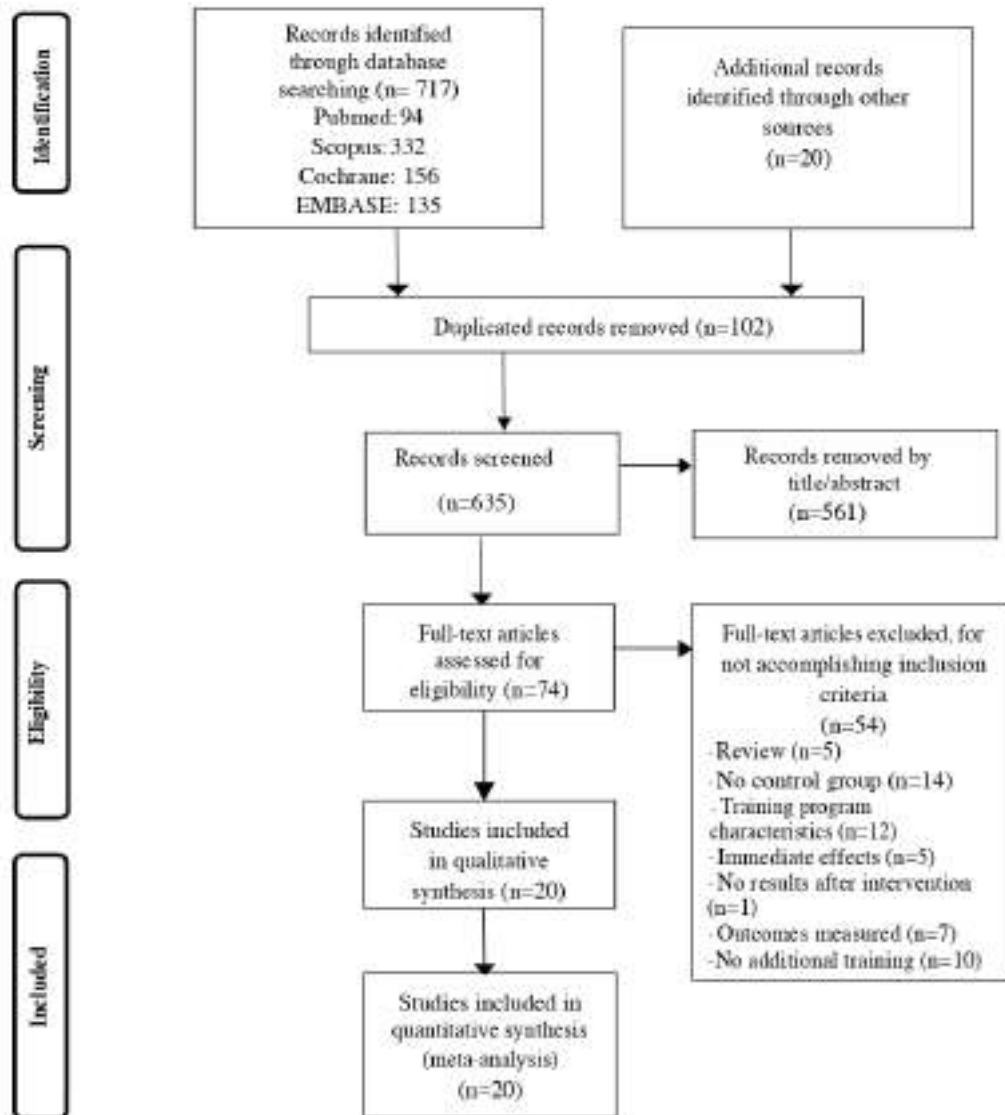 Identification
Records identified
through database
searching (n= 717)
Pubmed: 94
Scopus: 332
Cochrane: 156
EMBASE: 135
Additional records
identified through other
sources
(n=20)
Screening
Duplicated records removed (n=102)
Records screened
(n=635)
Records removed by
title/abstract
(n=561)
Eligibility
Full-text articles
assessed for
eligibility (n=74)
Full-text articles excluded, for
not accomplishing inclusion
criteria
(n=54)
-Review (n=5)
-No control group (n=14)
-Training program
characteristics (n=12)
-Immediate effects (n=5)
-No results after intervention
(n=1)
-Outcomes measured (n=7)
-No additional training (n=10)
Studies included
in qualitative
synthesis (n=20)
Included
Studies included in
quantitative synthesis
(meta-analysis)
(n=20)